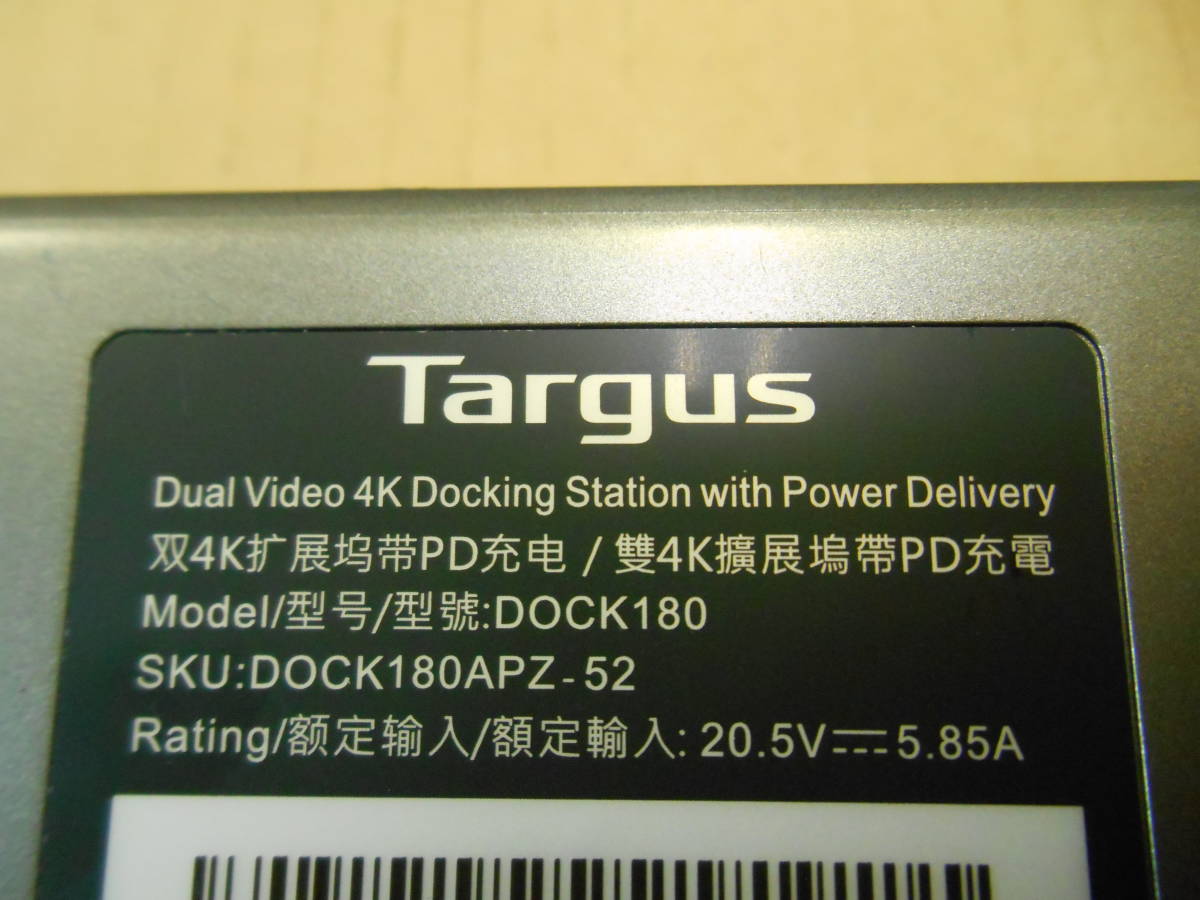 Targus
Dual Video 4K Docking Station with Power Delivery
双4K扩展坞带PD充电 / 雙4K擴展塢帶PD充電
Model/型号/型號:DOCK180
SKU:DOCK180APZ-52
Rating/额定输入/額定輸入: 20.5V⎓5.85A